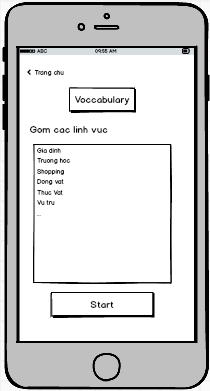 ABC 09:55 AM
Trang chu
Voccabulary
Gom cac linh vuc
Gia dinh
Truong hoc
Shopping
Dong vat
Thuc Vat
Vu tru
...
Start